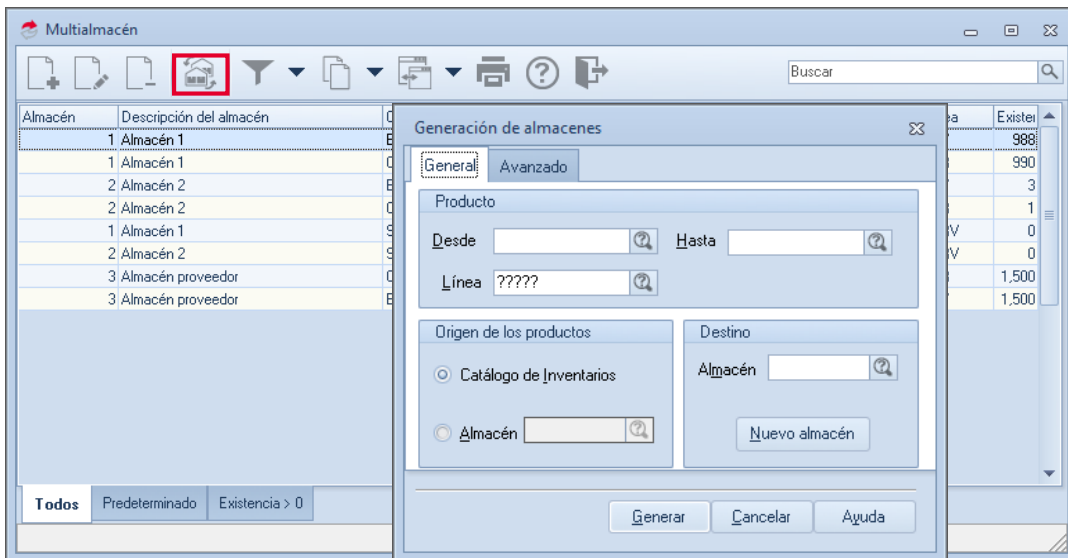 Multialmacén
Buscar
Almacén Descripción del almacén Existei
1 Almacén 1 988
1 Almacén 1 990
2 Almacén 2 3
2 Almacén 2 1
1 Almacén 1 0
2 Almacén 2 0
3 Almacén proveedor 1,500
3 Almacén proveedor 1,500
Todos Predeterminado Existencia > 0
Generación de almacenes
General Avanzado
Producto
Desde Hasta
Línea ?????
Origen de los productos
Catálogo de Inventarios
Almacén
Destino
Almacén
Nuevo almacén
Generar Cancelar Ayuda